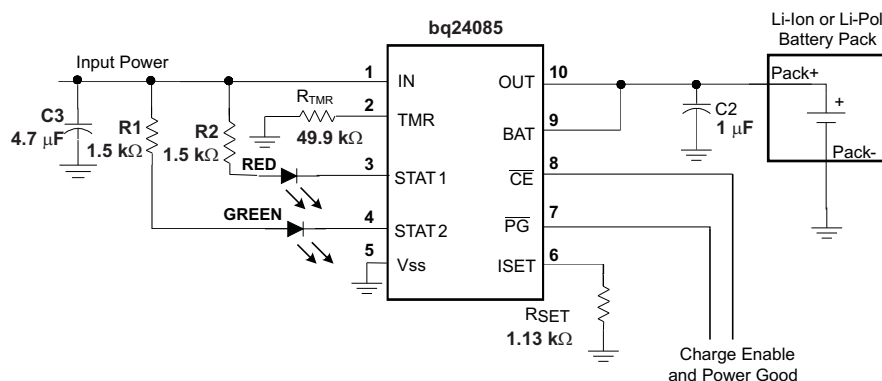 bq24085
Li-Ion or Li-Pol
Battery Pack
Input Power
1
IN
OUT
10
Pack+
C3
4.7 μF
R1
1.5 kΩ
R2
1.5 kΩ
RTMR
49.9 kΩ
2
TMR
C2
1 μF
+
BAT
9
Pack-
RED
3
STAT1
CE
8
GREEN
4
STAT2
PG
7
5
Vss
ISET
6
RSET
1.13 kΩ
Charge Enable
and Power Good